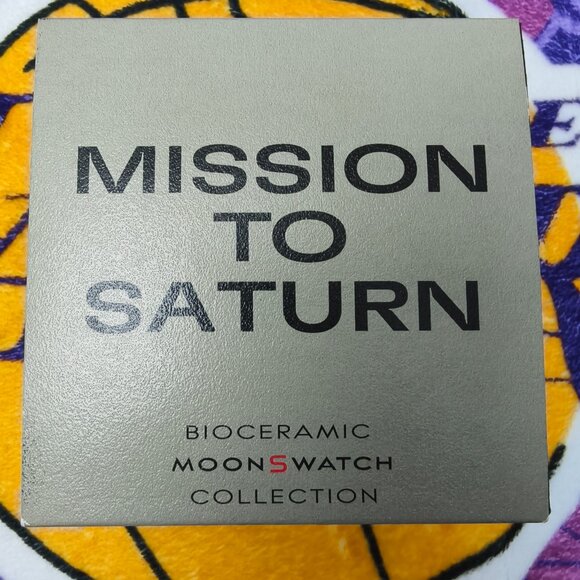 MISSION
TO
SATURN
BIOCERAMIC
MOONSWATCH
COLLECTION